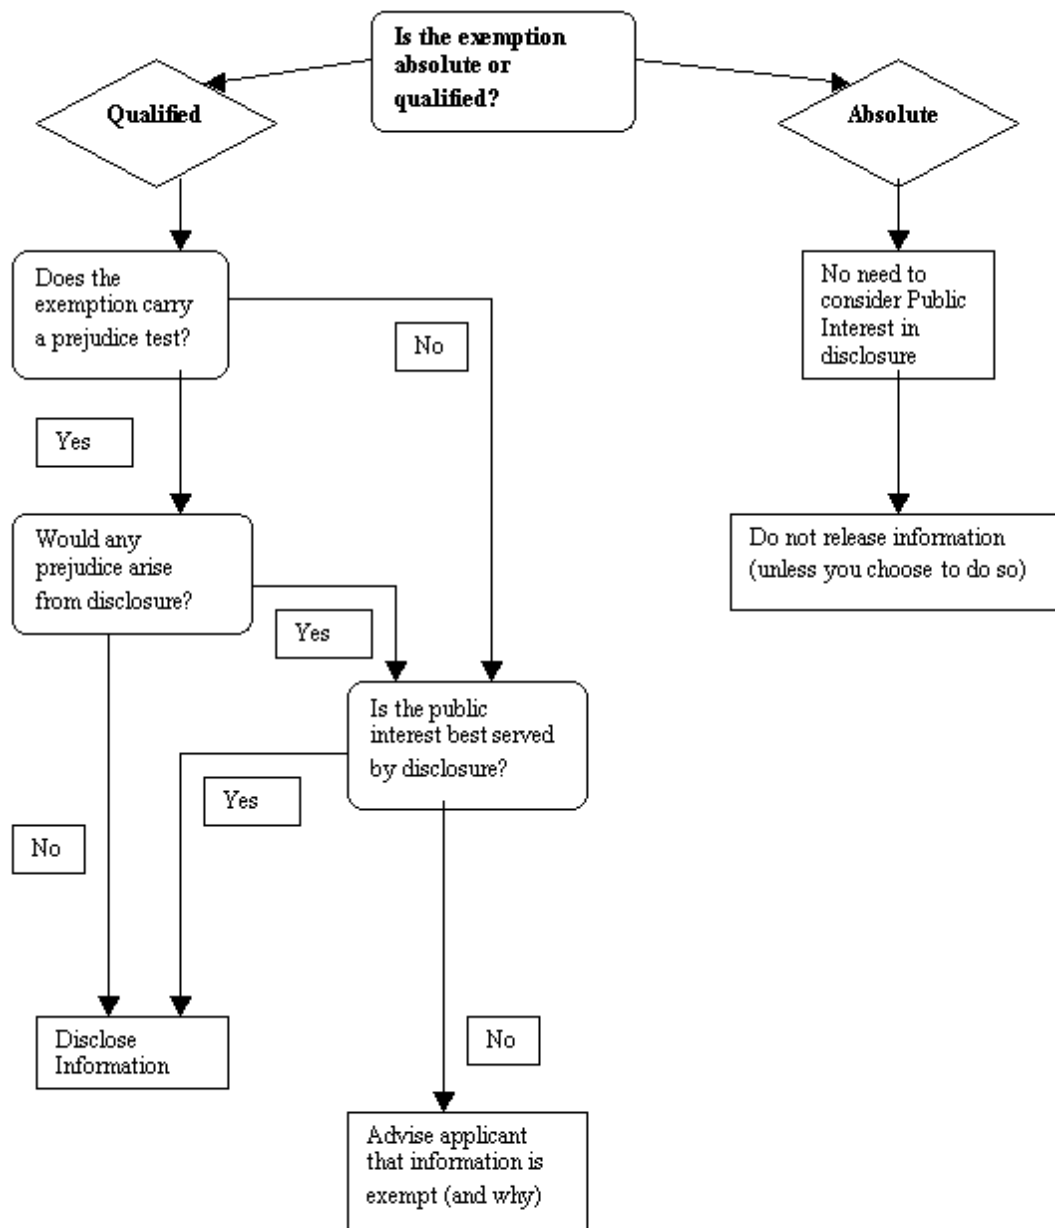 Is the exemption
absolute or
qualified?
Qualified
Absolute
Does the
exemption carry
a prejudice test?
No
No need to
consider Public
Interest in
disclosure
Yes
Would any
prejudice arise
from disclosure?
Do not release information
(unless you choose to do so)
Yes
Is the public
interest best served
by disclosure?
Yes
No
Disclose
Information
No
Advise applicant
that information is
exempt (and why)